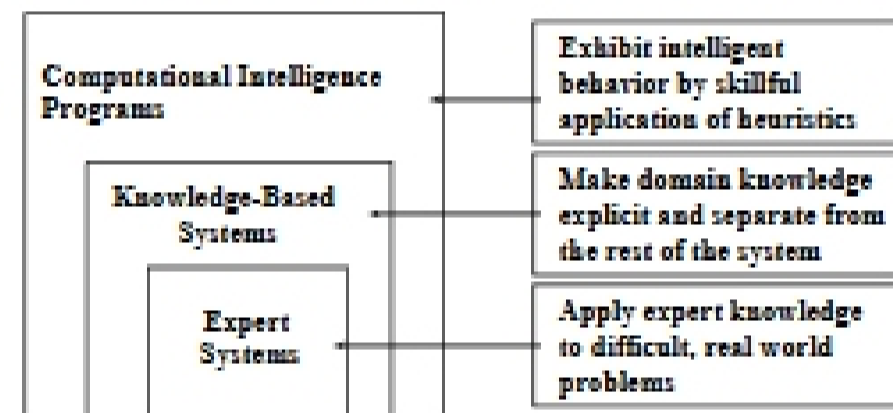 Computational Intelligence
Programs
Knowledge-Based
Systems
Expert
Systems
Exhibit intelligent
behavior by skillful
application of heuristics
Make domain knowledge
explicit and separate from
the rest of the system
Apply expert knowledge
to difficult, real world
problems